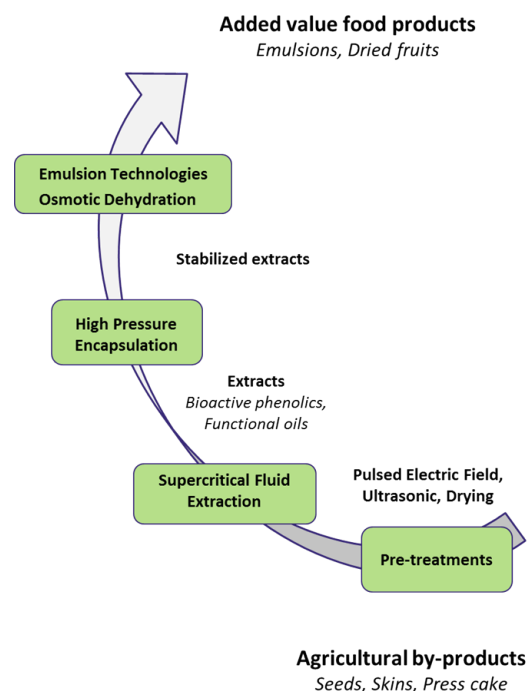 Added value food products
Emulsions, Dried fruits
Emulsion Technologies
Osmotic Dehydration
Stabilized extracts
High Pressure
Encapsulation
Extracts
Bioactive phenolics,
Functional oils
Supercritical Fluid
Extraction
Pulsed Electric Field,
Ultrasonic, Drying
Pre-treatments
Agricultural by-products
Seeds, Skins, Press cake